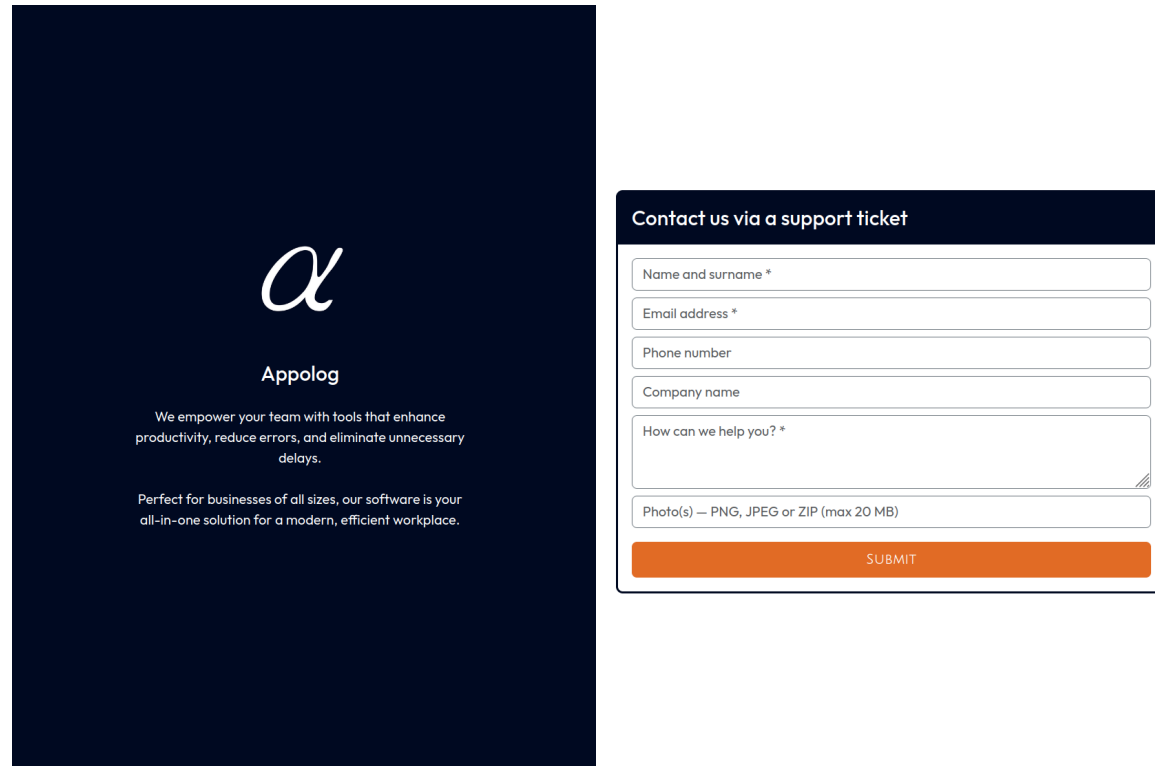 α
Appolog
We empower your team with tools that enhance
productivity, reduce errors, and eliminate unnecessary
delays.
Perfect for businesses of all sizes, our software is your
all-in-one solution for a modern, efficient workplace.
Contact us via a support ticket
Name and surname *
Email address *
Phone number
Company name
How can we help you? *
Photo(s) — PNG, JPEG or ZIP (max 20 MB)
SUBMIT